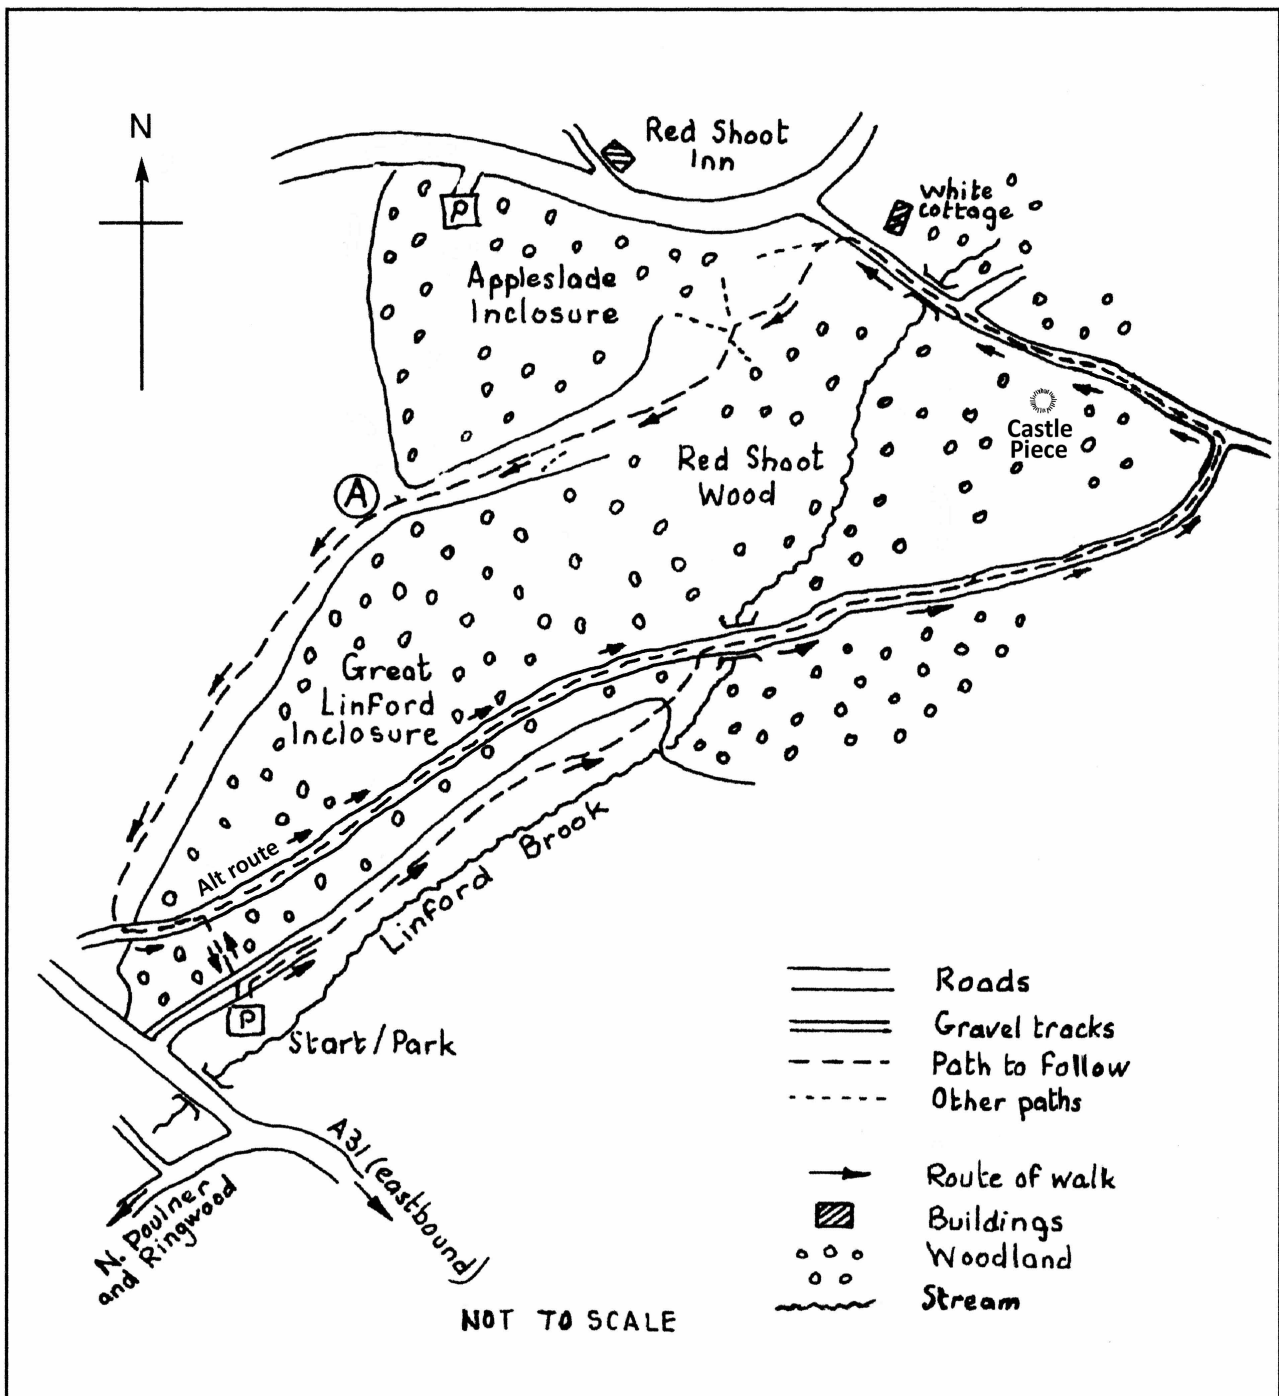 N
Red Shoot
Inn
White
cottage
P
Appleslade
Inclosure
Castle
Piece
Red Shoot
Wood
A
Great
Linford
Inclosure
Alt route
Linford Brook
P
Start/Park
A31 (eastbound)
N. Poulner
and Ringwood
Roads
Gravel tracks
Path to follow
Other paths
Route of walk
Buildings
Woodland
Stream
NOT TO SCALE